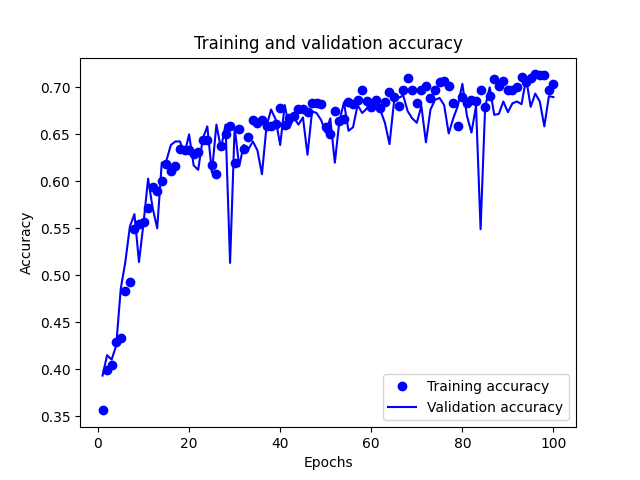 Training and validation accuracy
Accuracy
0.70
0.65
0.60
0.55
0.50
0.45
0.40
0.35
Training accuracy
Validation accuracy
0 20 40 60 80 100
Epochs